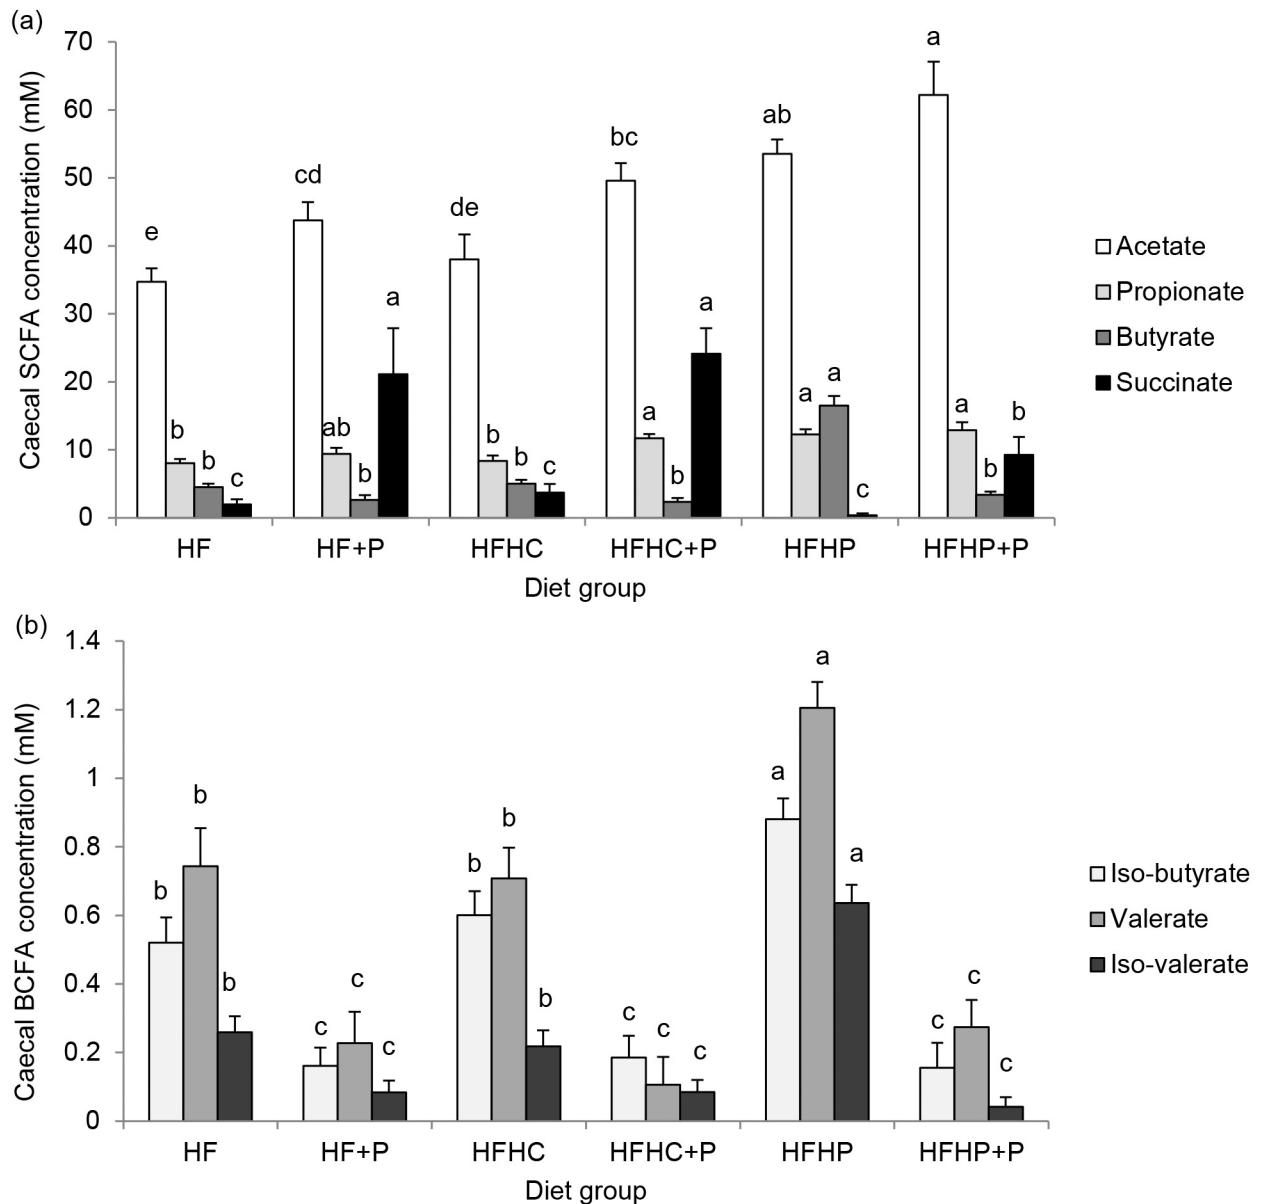 (a)
Caecal SCFA concentration (mM)
70
60
50
40
30
20
10
0
e
b
b
c
cd
ab
b
a
de
b
b
c
bc
a
b
a
ab
a
a
c
a
a
b
b
HF
HF+P
HFHC
HFHC+P
HFHP
HFHP+P
Diet group
Acetate
Propionate
Butyrate
Succinate
(b)
Caecal BCFA concentration (mM)
1.4
1.2
1
0.8
0.6
0.4
0.2
0
b
b
b
c
c
c
b
b
b
c
c
c
a
a
a
c
c
c
HF
HF+P
HFHC
HFHC+P
HFHP
HFHP+P
Diet group
Iso-butyrate
Valerate
Iso-valerate